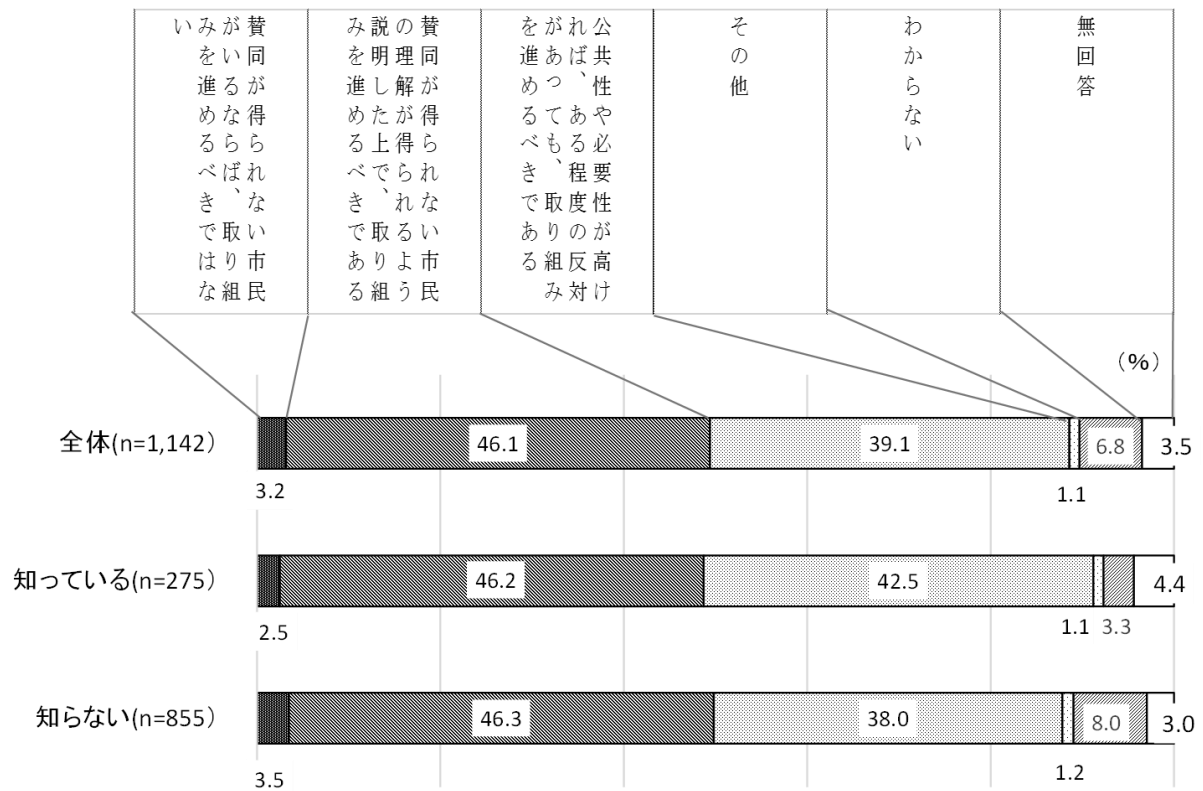 賛同が得られない市民
がいるならば、取り組
みを進めるべきではな
い
賛同が得られない市民
の理解が得られるよう
説明した上で、取り組
みを進めるべきである
公共性や必要性が高け
れば、ある程度の反対
があっても、取り組み
を進めるべきである
その他
わからない
無回答
（%）
全体(n=1,142）
46.1
39.1
6.8
3.5
3.2
1.1
知っている(n=275）
46.2
42.5
4.4
2.5
1.1
3.3
知らない(n=855）
46.3
38.0
8.0
3.0
3.5
1.2